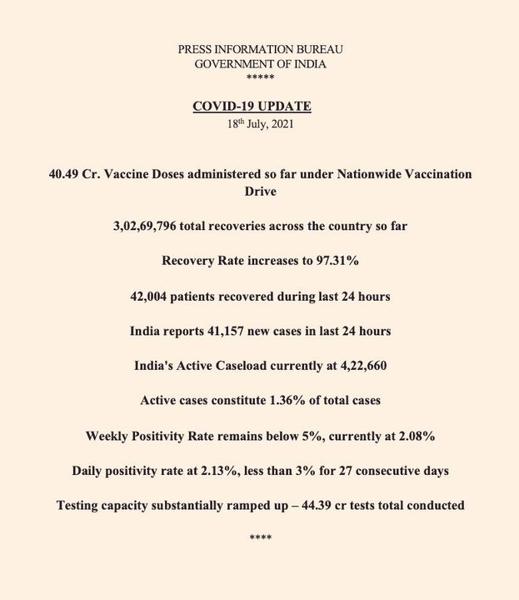 PRESS INFORMATION BUREAU
GOVERNMENT OF INDIA
*****
COVID-19 UPDATE
18th July, 2021
40.49 Cr. Vaccine Doses administered so far under Nationwide Vaccination
Drive
3,02,69,796 total recoveries across the country so far
Recovery Rate increases to 97.31%
42,004 patients recovered during last 24 hours
India reports 41,157 new cases in last 24 hours
India's Active Caseload currently at 4,22,660
Active cases constitute 1.36% of total cases
Weekly Positivity Rate remains below 5%, currently at 2.08%
Daily positivity rate at 2.13%, less than 3% for 27 consecutive days
Testing capacity substantially ramped up – 44.39 cr tests total conducted
****